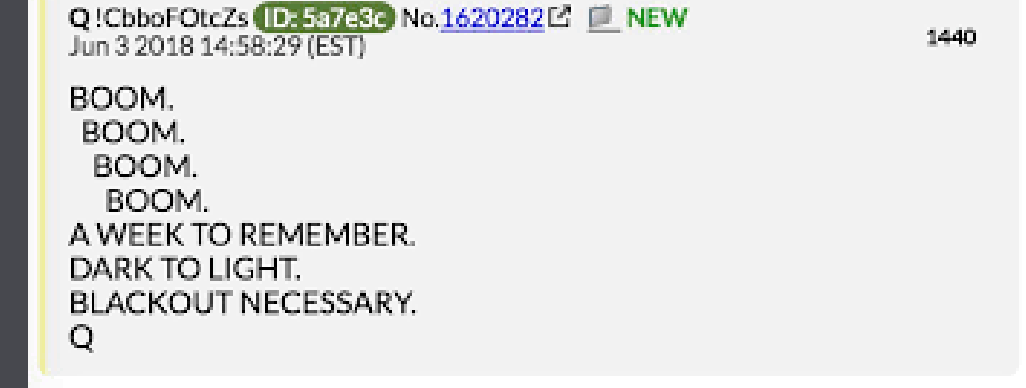 Q !CbboFOtcZs ID: 5a7e3c No.1620282 NEW
Jun 3 2018 14:58:29 (EST)
1440
BOOM.
BOOM.
BOOM.
BOOM.
A WEEK TO REMEMBER.
DARK TO LIGHT.
BLACKOUT NECESSARY.
Q